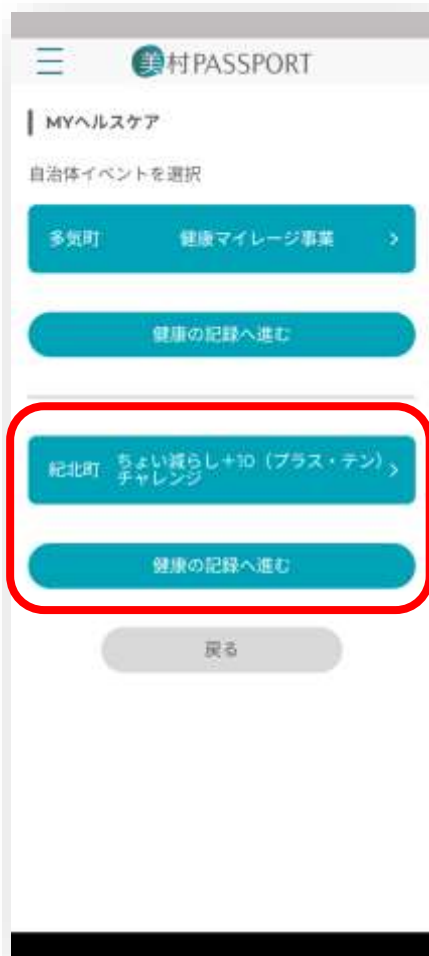 美村PASSPORT
MYヘルスケア
自治体イベントを選択
多気町 健康マイレージ事業 >
健康の記録へ進む
紀北町 ちょい減らし+10（プラス・テン）
チャレンジ >
健康の記録へ進む
戻る